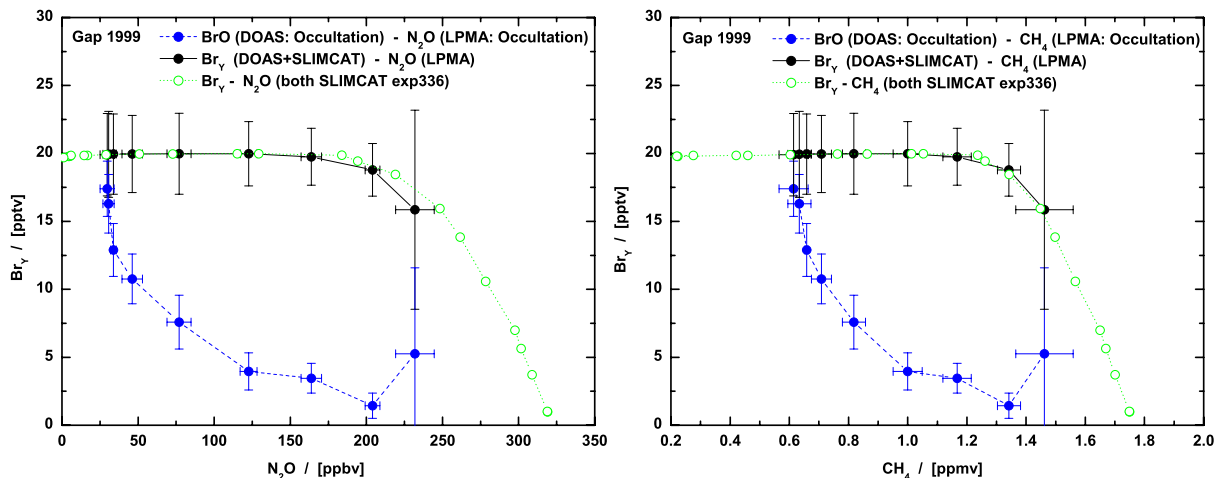 Gap 1999
BrO (DOAS: Occultation) - N₂O (LPMA: Occultation)
Br_Y (DOAS+SLIMCAT) - N₂O (LPMA)
Br_Y - N₂O (both SLIMCAT exp336)
30
25
20
15
10
5
0
Br_Y / [pptv]
0 50 100 150 200 250 300 350
N₂O / [ppbv]
Gap 1999
BrO (DOAS: Occultation) - CH₄ (LPMA: Occultation)
Br_Y (DOAS+SLIMCAT) - CH₄ (LPMA)
Br_Y - CH₄ (both SLIMCAT exp336)
30
25
20
15
10
5
0
Br_Y / [pptv]
0.2 0.4 0.6 0.8 1.0 1.2 1.4 1.6 1.8 2.0
CH₄ / [ppmv]